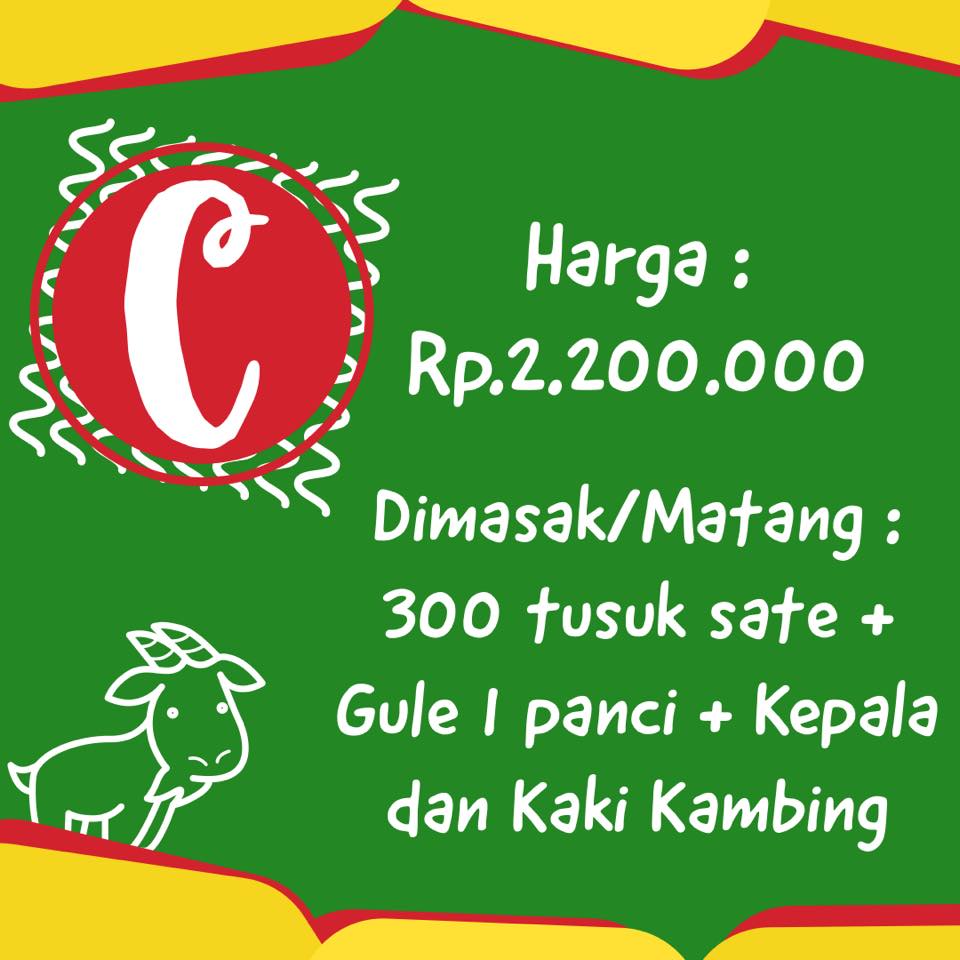 C
Harga :
Rp.2.200.000
Dimasak/Matang :
300 tusuk sate +
Gule 1 panci + Kepala
dan Kaki Kambing